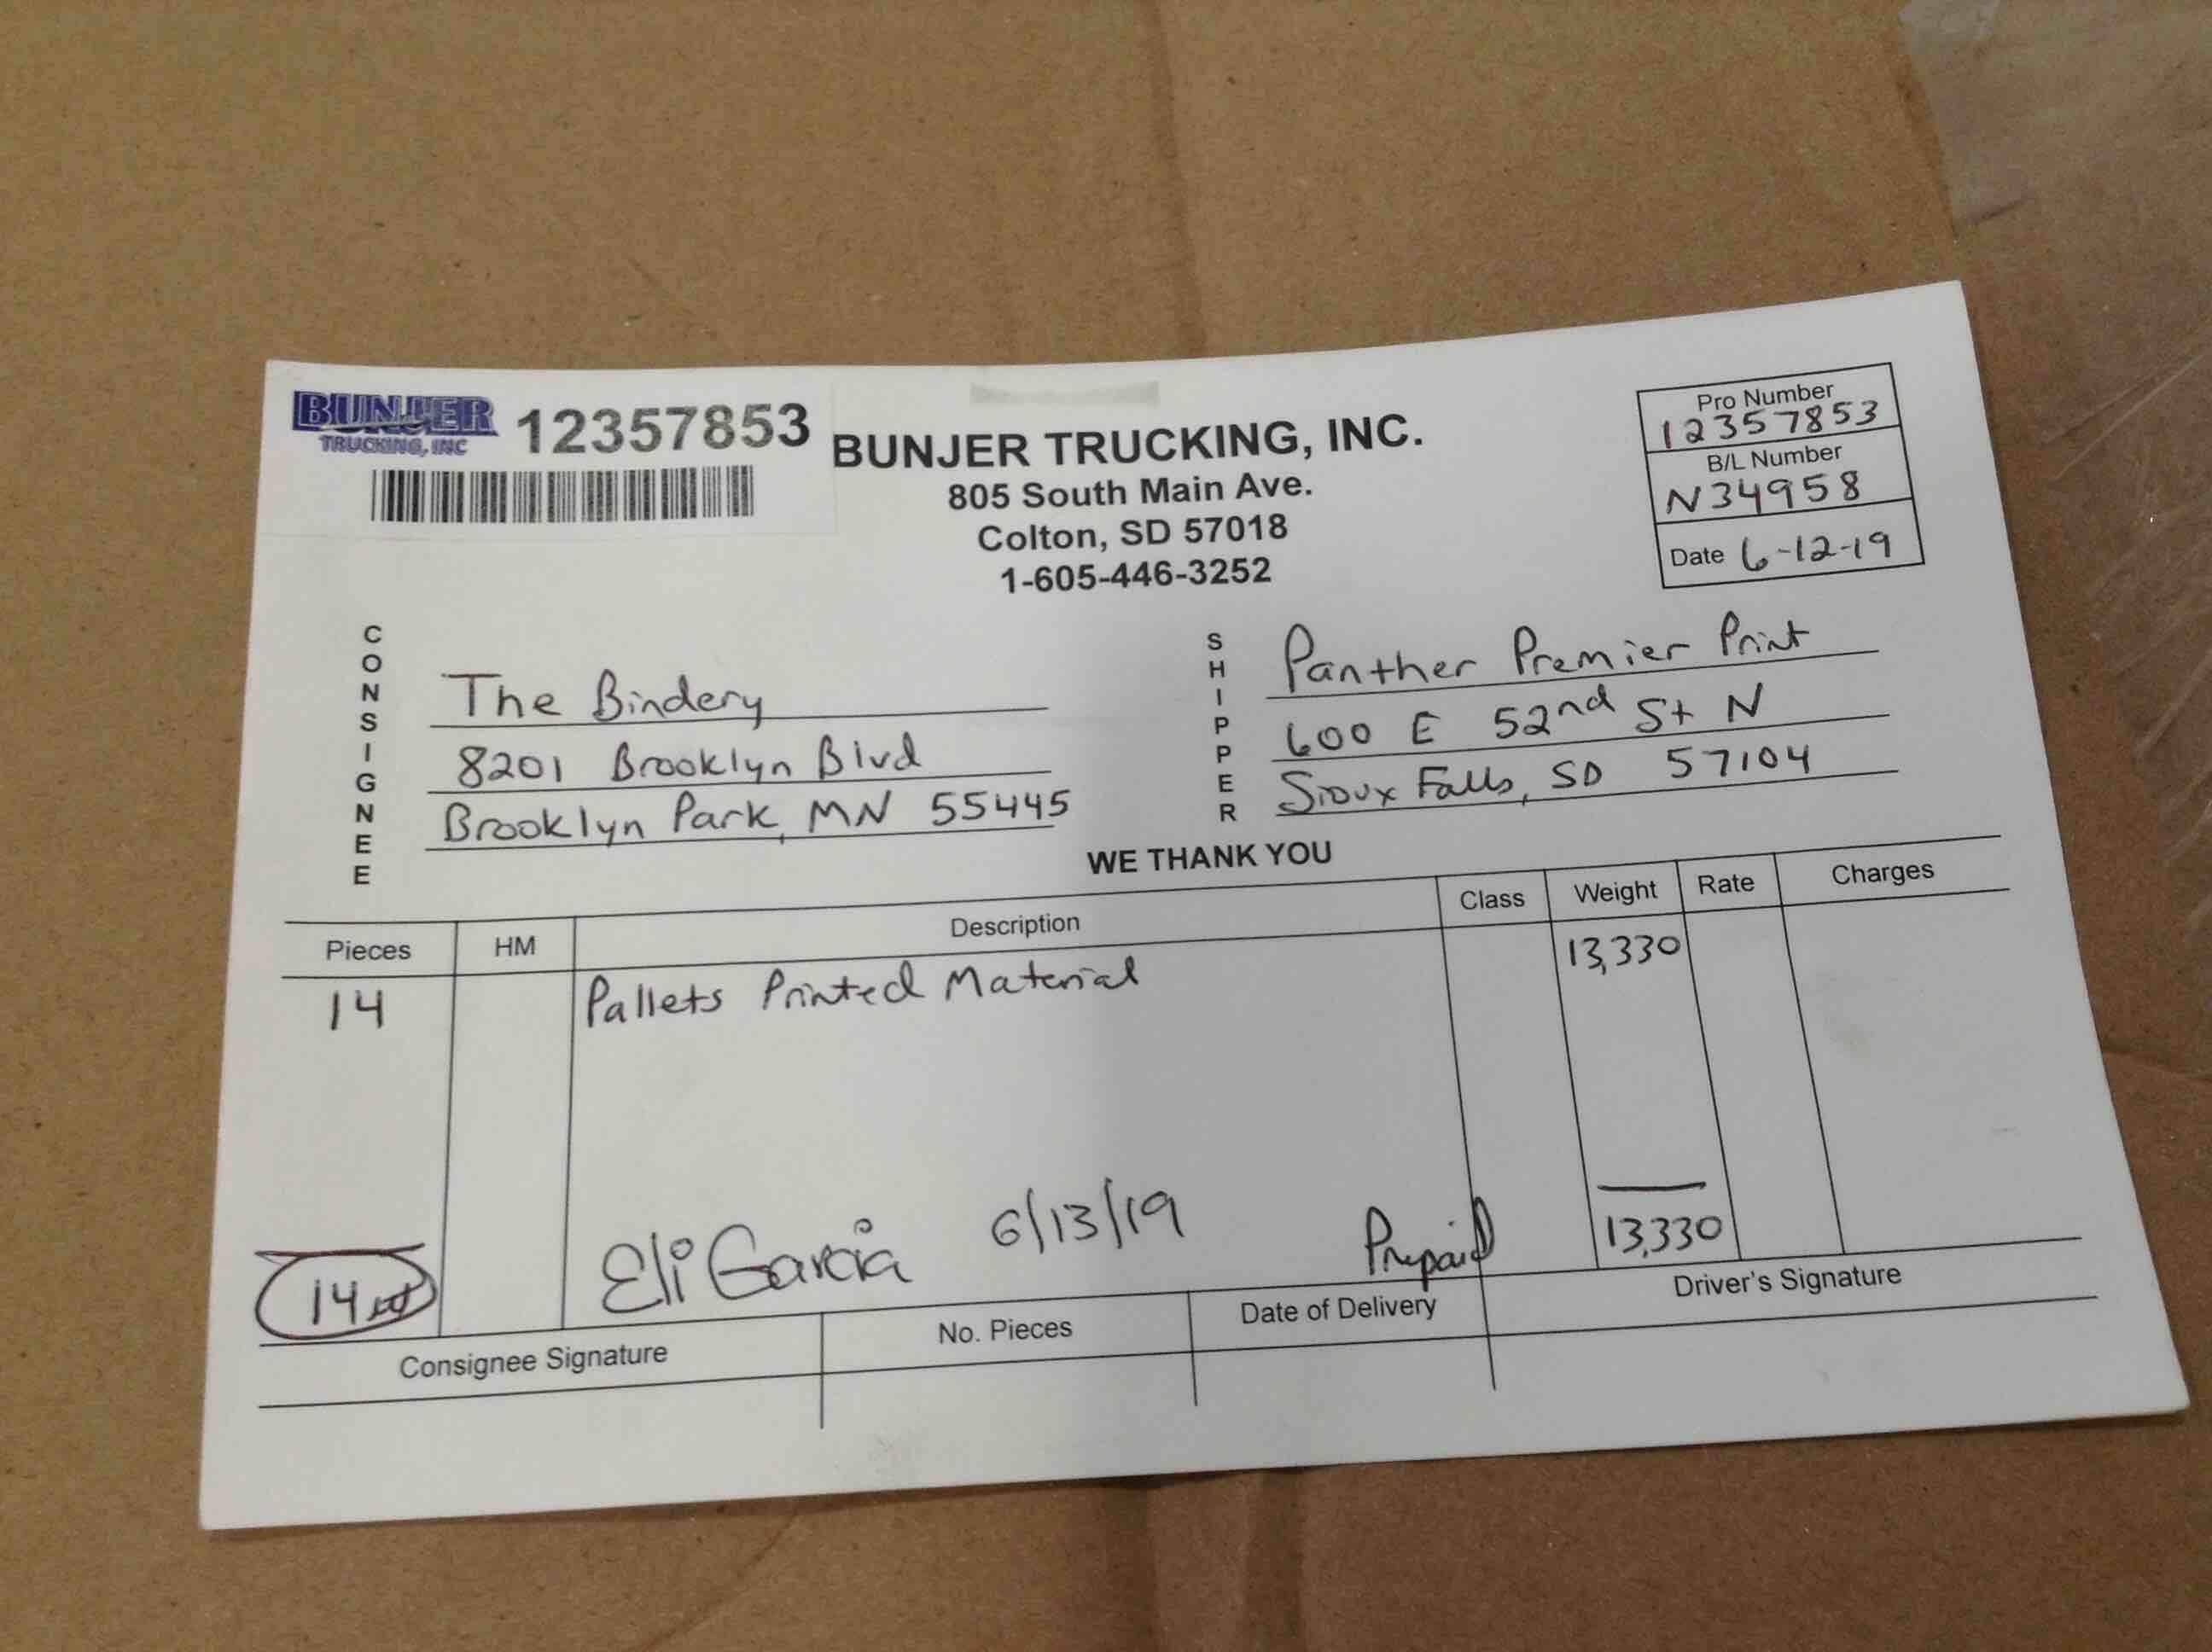 BUNJER
TRUCKING, INC
12357853
BUNJER TRUCKING, INC.
805 South Main Ave.
Colton, SD 57018
1-605-446-3252
Pro Number
12357853
B/L Number
N34958
Date 6-12-19
CONSIGNEE
The Bindery
8201 Brooklyn Blvd
Brooklyn Park, MN 55445
SHIPPER
Panther Premier Print
600 E 52nd St N
Sioux Falls, SD 57104
WE THANK YOU
Pieces HM Description Class Weight Rate Charges
14 Pallets Printed Material 13,330
14
Eli Garcia 6/13/19 Prepaid 13,330
Consignee Signature No. Pieces Date of Delivery Driver's Signature